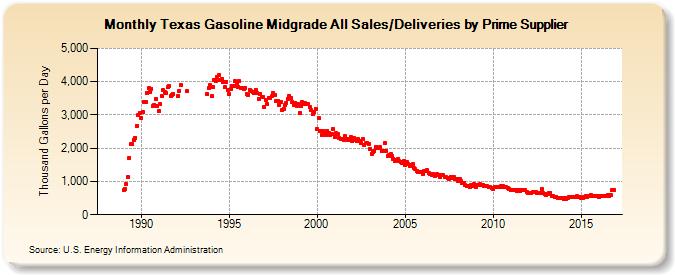 Monthly Texas Gasoline Midgrade All Sales/Deliveries by Prime Supplier
Thousand Gallons per Day
5,000
4,000
3,000
2,000
1,000
0
1990 1995 2000 2005 2010 2015
Source: U.S. Energy Information Administration